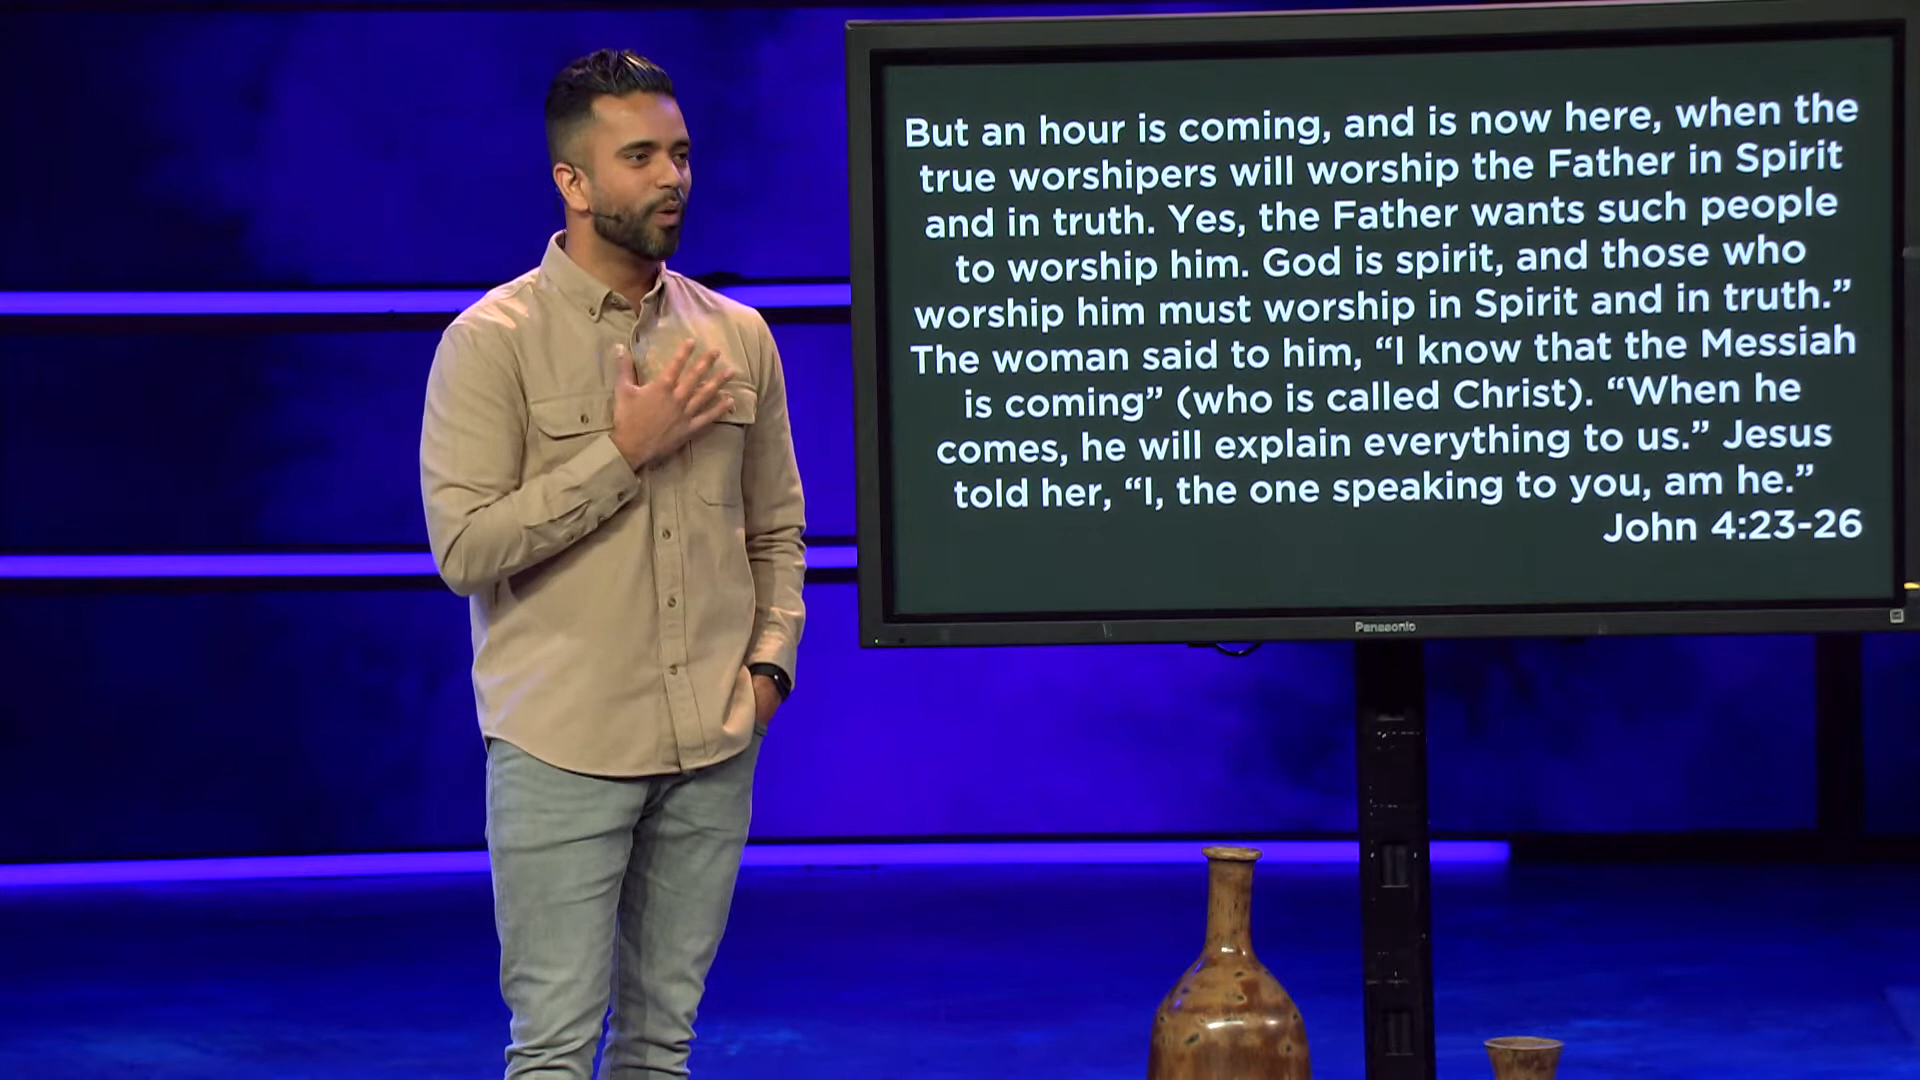 But an hour is coming, and is now here, when the
true worshipers will worship the Father in Spirit
and in truth. Yes, the Father wants such people
to worship him. God is spirit, and those who
worship him must worship in Spirit and in truth.”
The woman said to him, “I know that the Messiah
is coming” (who is called Christ). “When he
comes, he will explain everything to us.” Jesus
told her, “I, the one speaking to you, am he.”
John 4:23-26
Panasonic